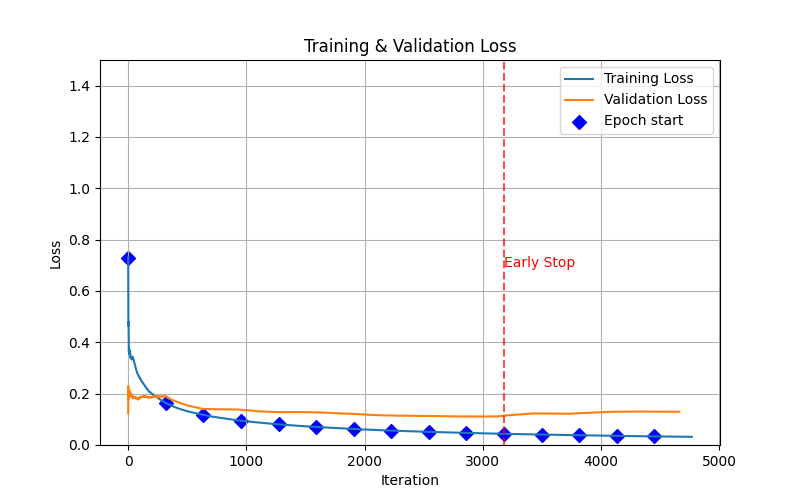 Training & Validation Loss
Loss
1.4
1.2
1.0
0.8
0.6
0.4
0.2
0.0
Training Loss
Validation Loss
Epoch start
Early Stop
0 1000 2000 3000 4000 5000
Iteration